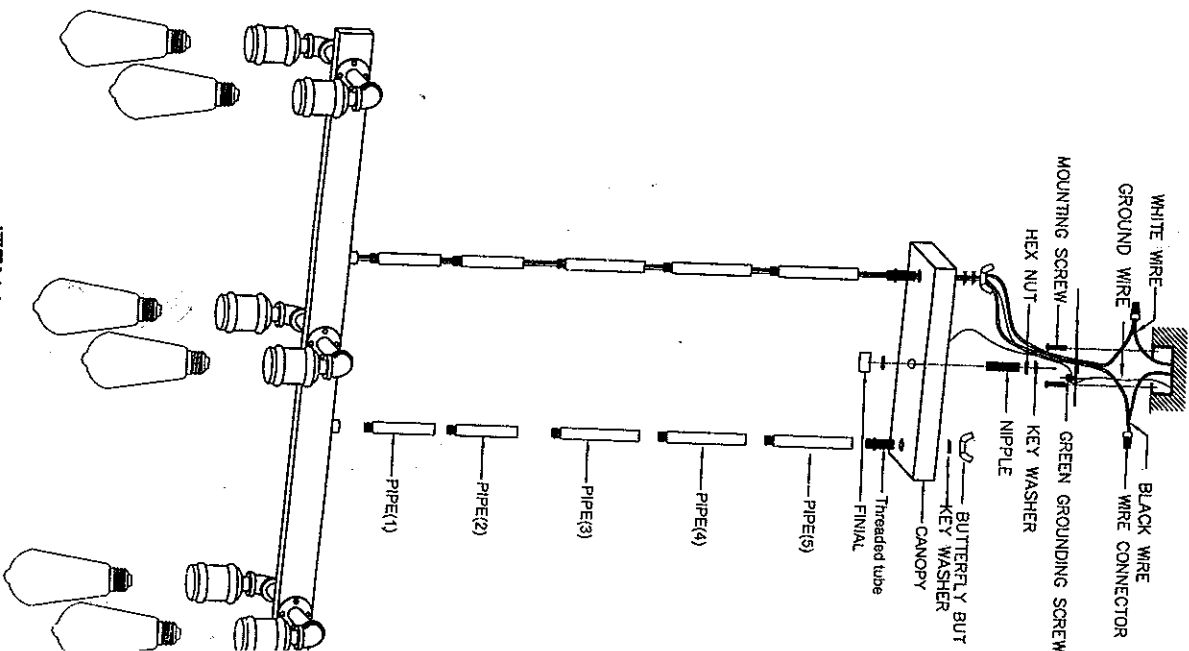 WHITE WIRE
GROUND WIRE
MOUNTING SCREW
HEX NUT
BLACK WIRE
WIRE CONNECTOR
GREEN GROUNDING SCREW
KEY WASHER
NIPPLE
BUTTERFLY BUT
KEY WASHER
CANOPY
Threaded tube
FINIAL
PIPE(5)
PIPE(4)
PIPE(3)
PIPE(2)
PIPE(1)